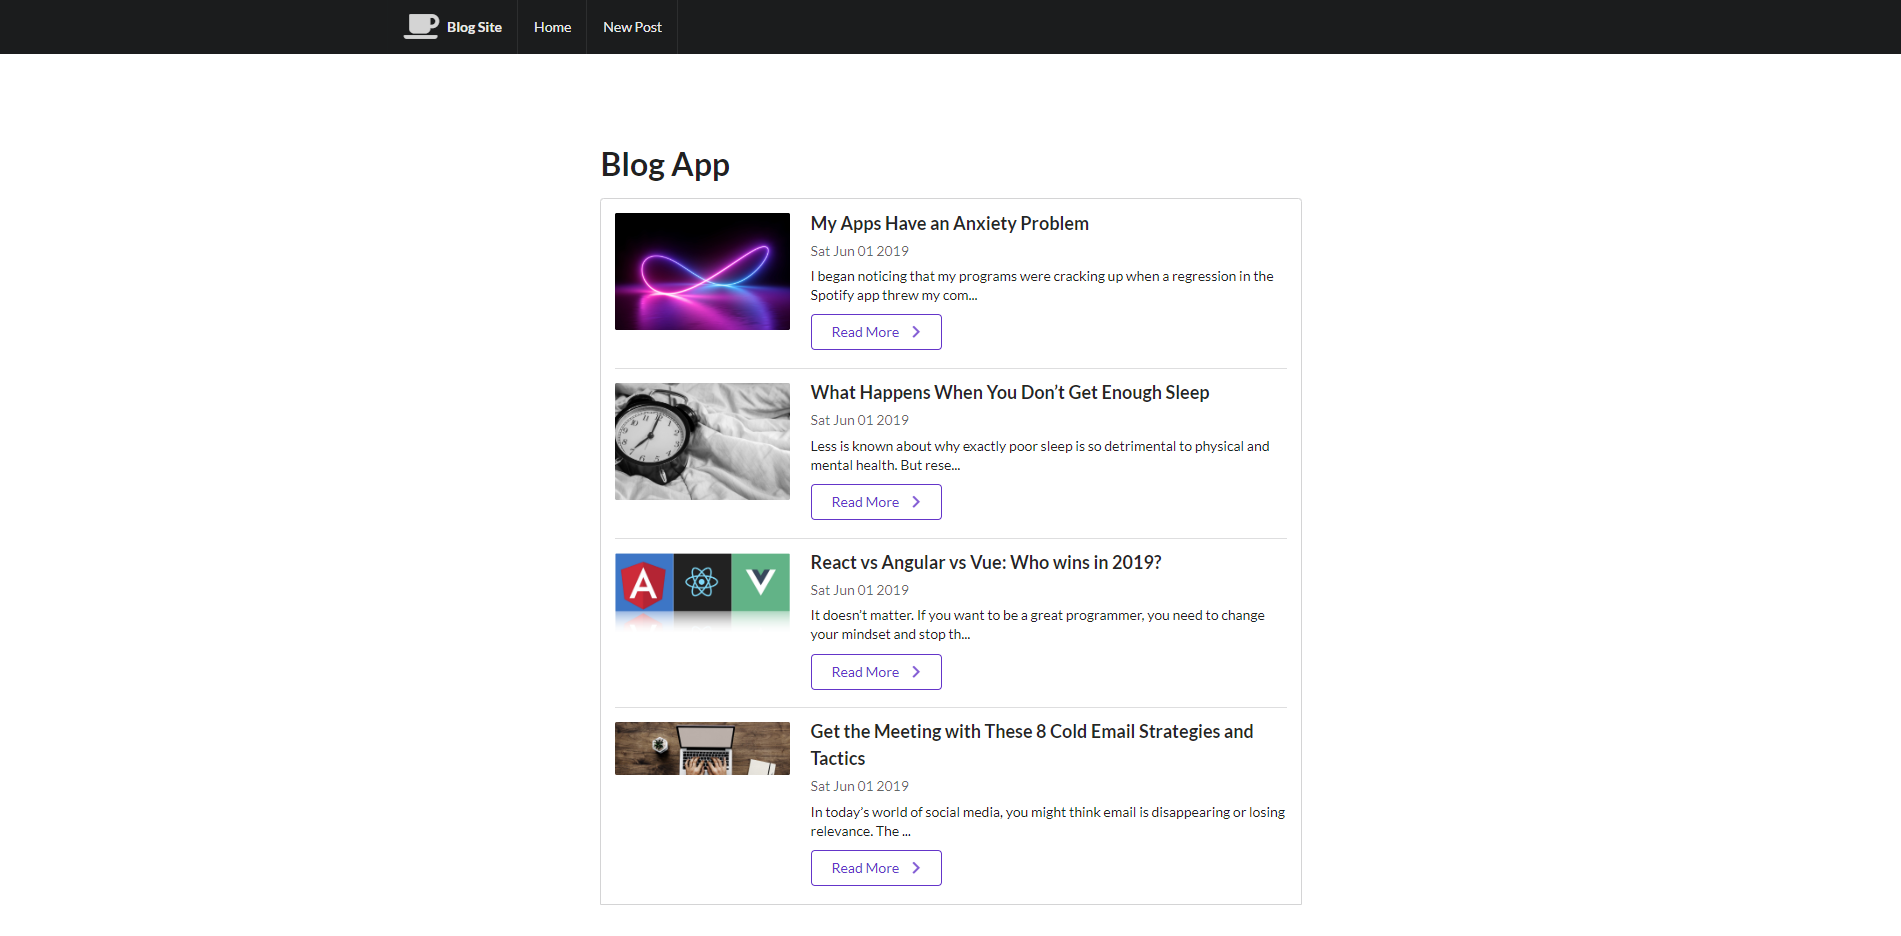 Blog Site
Home
New Post
Blog App
My Apps Have an Anxiety Problem
Sat Jun 01 2019
I began noticing that my programs were cracking up when a regression in the
Spotify app threw my com...
Read More
What Happens When You Don’t Get Enough Sleep
Sat Jun 01 2019
Less is known about why exactly poor sleep is so detrimental to physical and
mental health. But rese...
Read More
React vs Angular vs Vue: Who wins in 2019?
Sat Jun 01 2019
It doesn’t matter. If you want to be a great programmer, you need to change
your mindset and stop th...
Read More
Get the Meeting with These 8 Cold Email Strategies and
Tactics
Sat Jun 01 2019
In today’s world of social media, you might think email is disappearing or losing
relevance. The ...
Read More